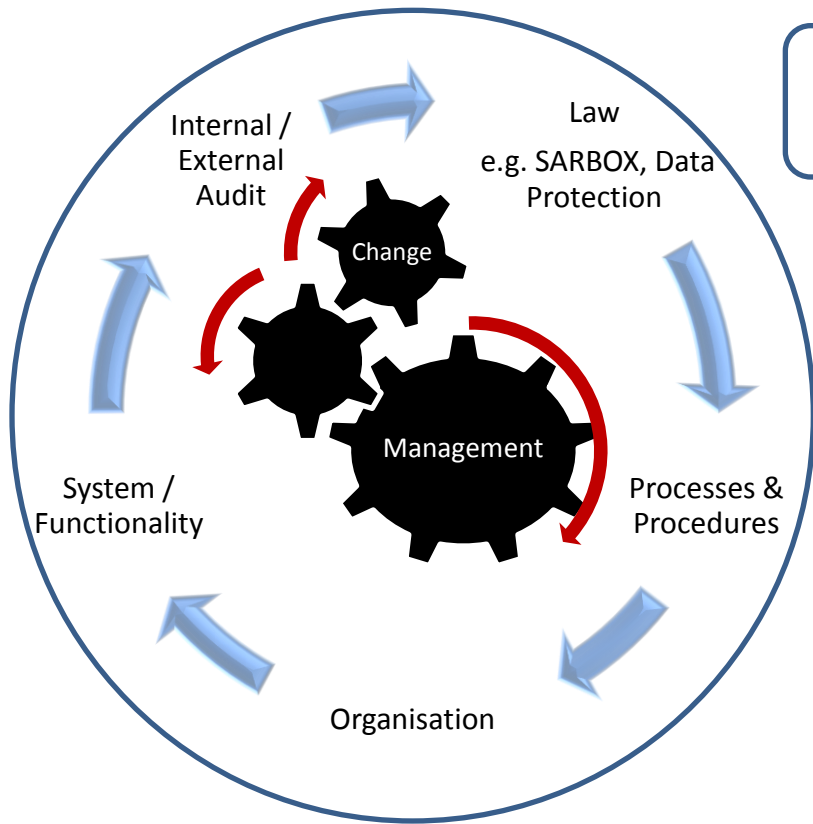 Internal /
External
Audit
Law
e.g. SARBOX, Data
Protection
Change
Management
System /
Functionality
Processes &
Procedures
Organisation